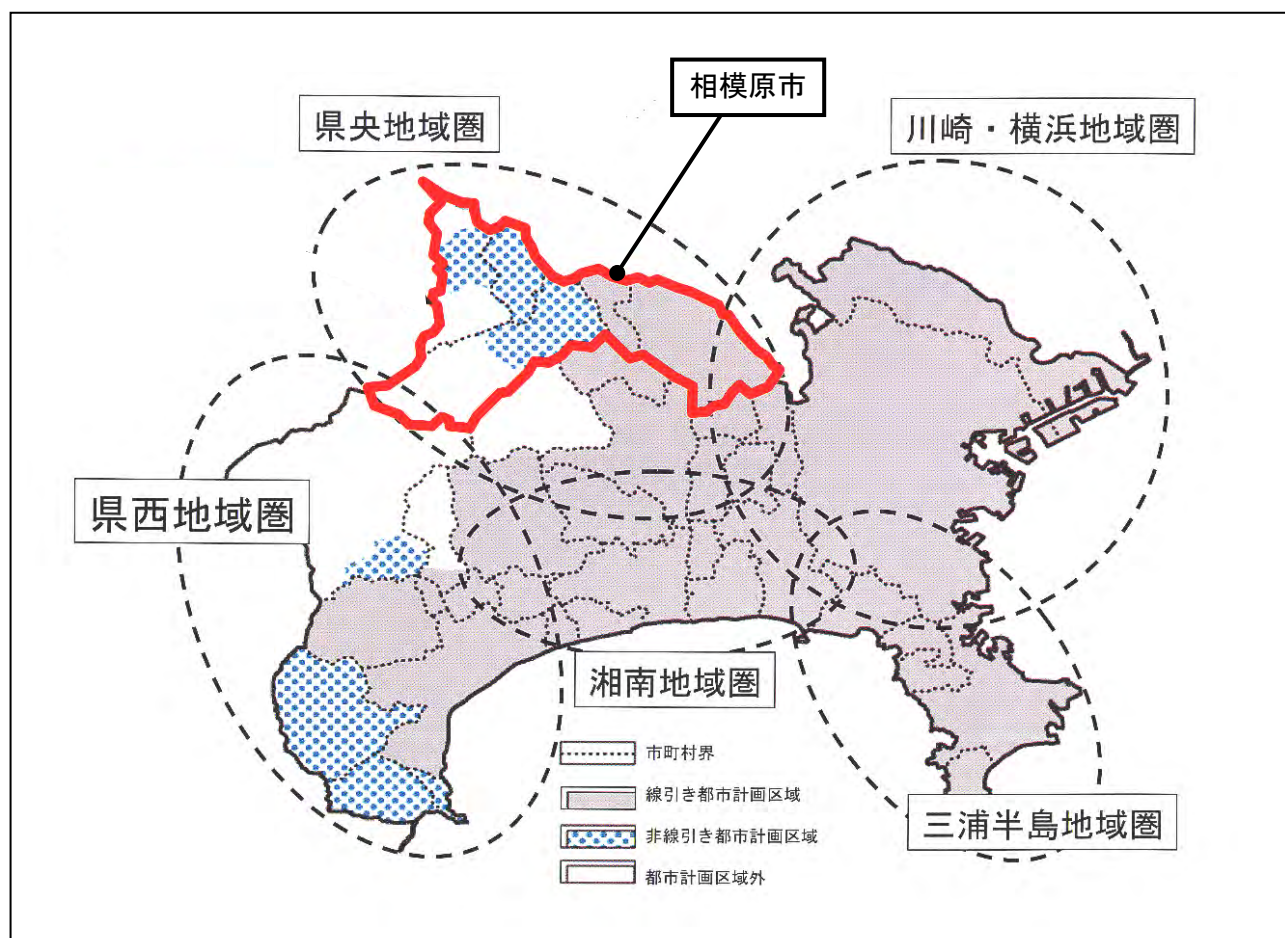 相模原市
県央地域圏
川崎・横浜地域圏
県西地域圏
湘南地域圏
三浦半島地域圏
市町村界
線引き都市計画区域
非線引き都市計画区域
都市計画区域外